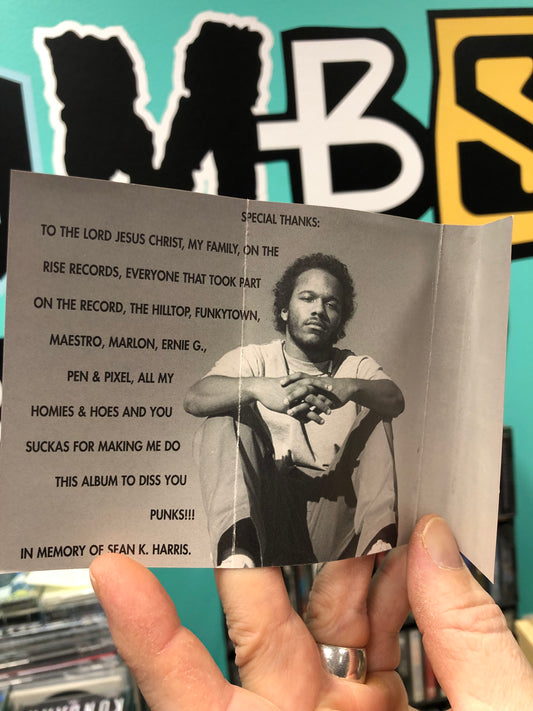 MBS
SPECIAL THANKS:
TO THE LORD JESUS CHRIST, MY FAMILY, ON THE
RISE RECORDS, EVERYONE THAT TOOK PART
ON THE RECORD, THE HILLTOP, FUNKYTOWN,
MAESTRO, MARLON, ERNIE G.,
PEN & PIXEL, ALL MY
HOMIES & HOES AND YOU
SUCKAS FOR MAKING ME DO
THIS ALBUM TO DISS YOU
PUNKS!!!
IN MEMORY OF SEAN K. HARRIS.